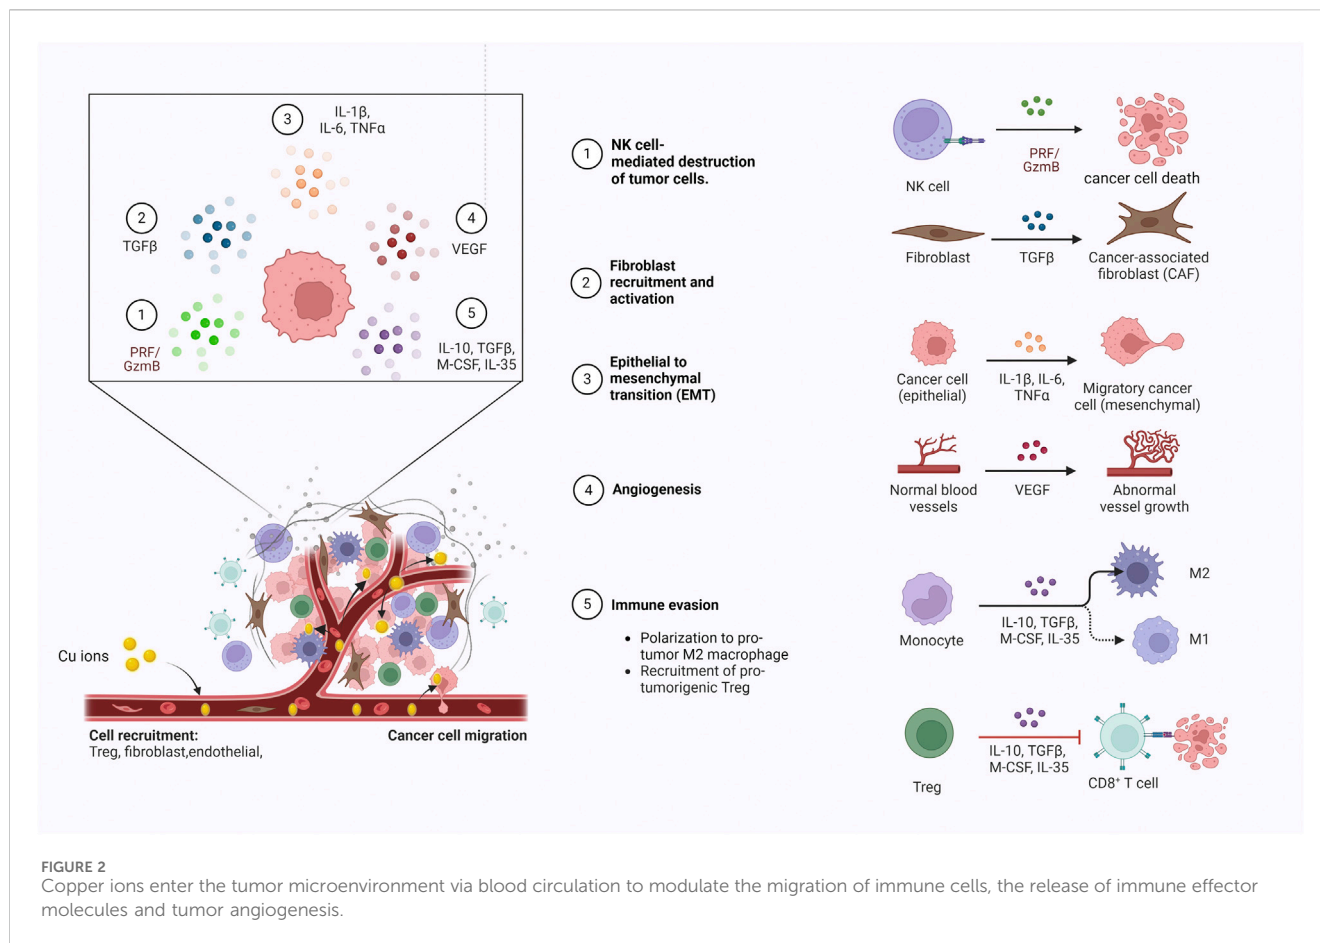 3
IL-1β,
IL-6, TNFα
2
TGFβ
4
VEGF
1
PRF/
GzmB
5
IL-10, TGFβ,
M-CSF, IL-35
Cu ions
Cell recruitment:
Treg, fibroblast,endothelial,
Cancer cell migration
1
NK cell-
mediated destruction
of tumor cells.
2
Fibroblast
recruitment and
activation
3
Epithelial to
mesenchymal
transition (EMT)
4
Angiogenesis
5
Immune evasion
• Polarization to pro-
tumor M2 macrophage
• Recruitment of pro-
tumorigenic Treg
NK cell
PRF/
GzmB
cancer cell death
Fibroblast
TGFβ
Cancer-associated
fibroblast (CAF)
Cancer cell
(epithelial)
IL-1β, IL-6,
TNFα
Migratory cancer
cell (mesenchymal)
Normal blood
vessels
VEGF
Abnormal
vessel growth
Monocyte
IL-10, TGFβ,
M-CSF, IL-35
M2
M1
Treg
IL-10, TGFβ,
M-CSF, IL-35
CD8⁺ T cell
FIGURE 2
Copper ions enter the tumor microenvironment via blood circulation to modulate the migration of immune cells, the release of immune effector
molecules and tumor angiogenesis.